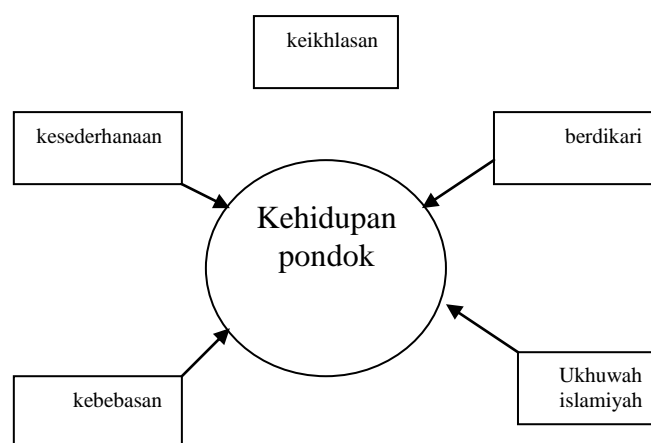 keikhlasan
kesederhanaan
berdikari
Kehidupan
pondok
kebebasan
Ukhuwah
islamiyah